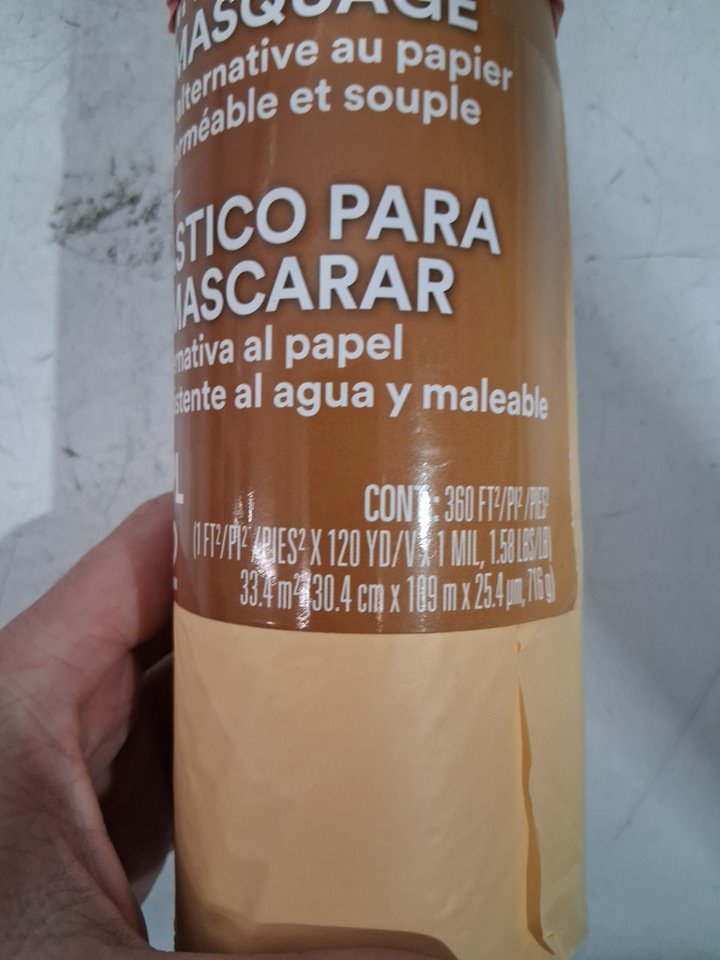 MASQUAGE
alternative au papier
rméable et souple
STICO PARA
MASCARAR
rnativa al papel
stente al agua y maleable
L
CONT.: 360 FT²/PI²/PIES²
(1 FT²/PI²/PIES² X 120 YD/V X 1 MIL, 1.58 LBS/LB)
33.4 m² (30.4 cm x 109 m x 25.4 µm, 716 g)